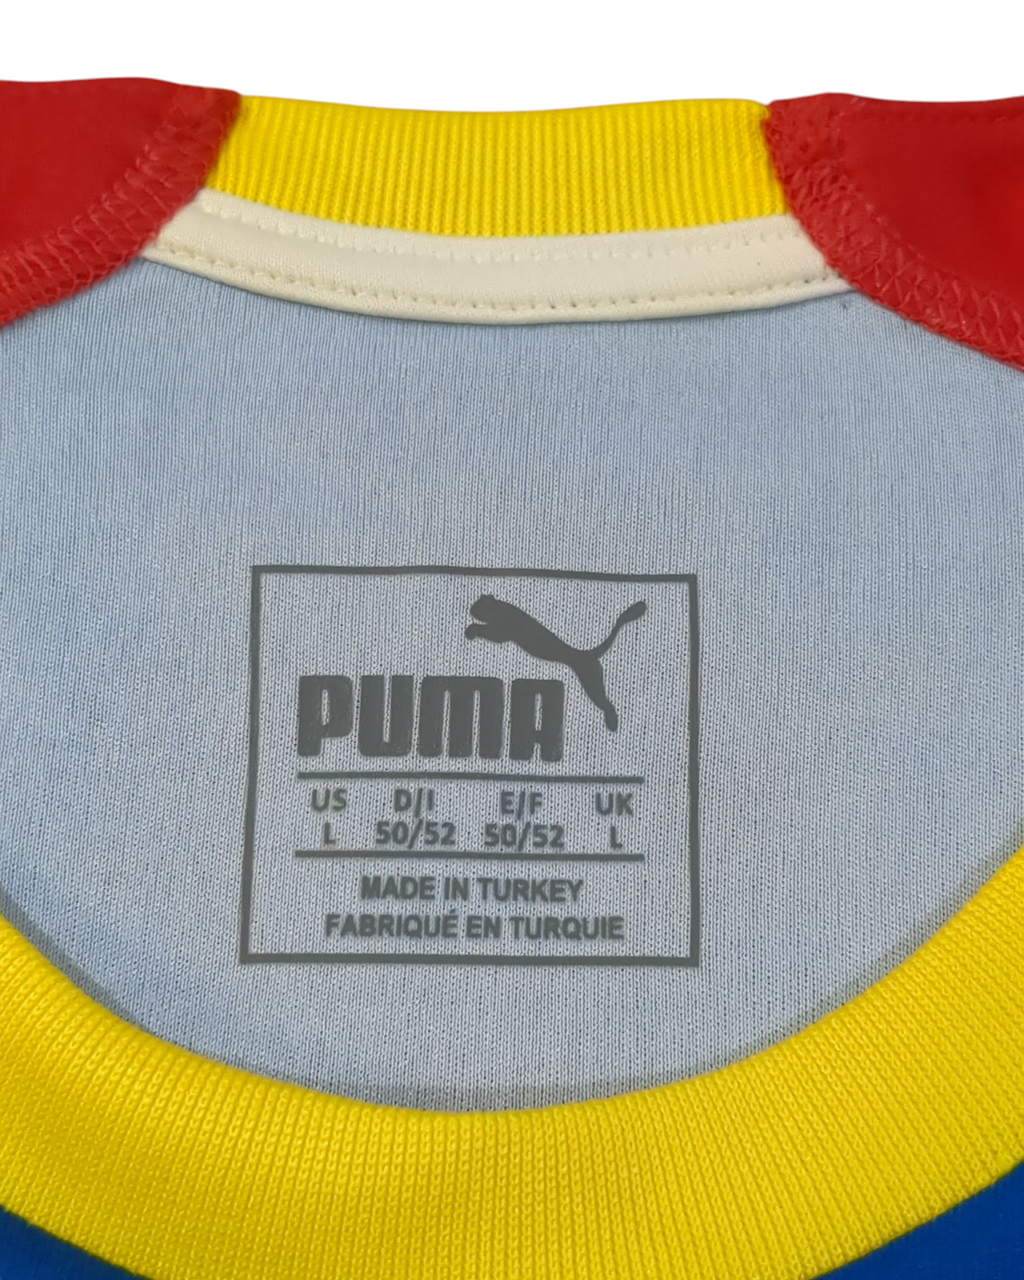 PUMA
US D/I E/F UK
L 50/52 50/52 L
MADE IN TURKEY
FABRIQUÉ EN TURQUIE